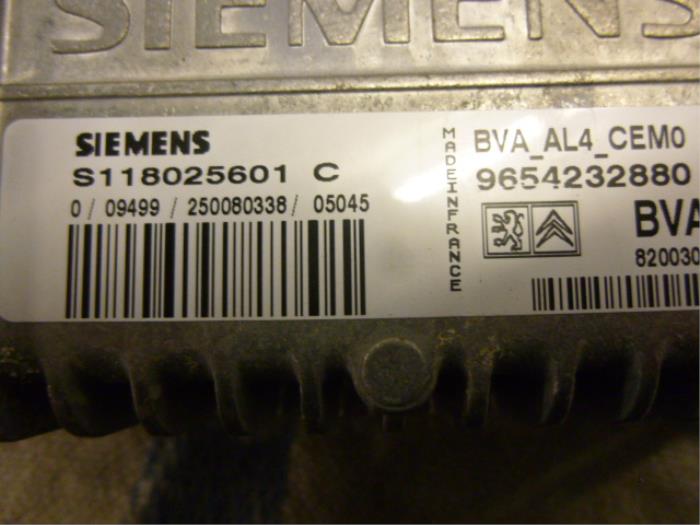 SIEMENS
SIEMENS
S118025601 C
0 / 09499 / 250080338 / 05045
MADEINFRANCE
BVA_AL4_CEM0
9654232880
BVA
820030